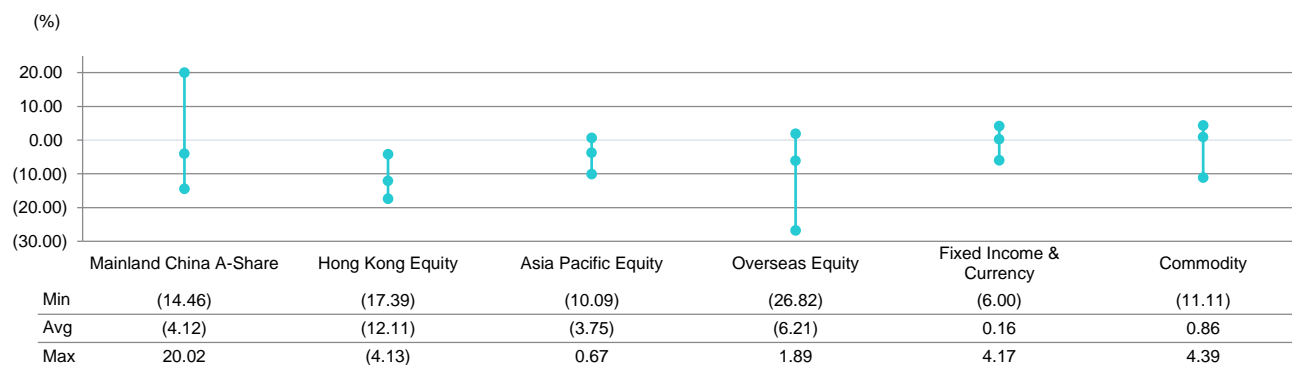 (%)
20.00
10.00
0.00
(10.00)
(20.00)
(30.00)
Mainland China A-Share Hong Kong Equity Asia Pacific Equity Overseas Equity Fixed Income & Currency Commodity
Min (14.46) (17.39) (10.09) (26.82) (6.00) (11.11)
Avg (4.12) (12.11) (3.75) (6.21) 0.16 0.86
Max 20.02 (4.13) 0.67 1.89 4.17 4.39